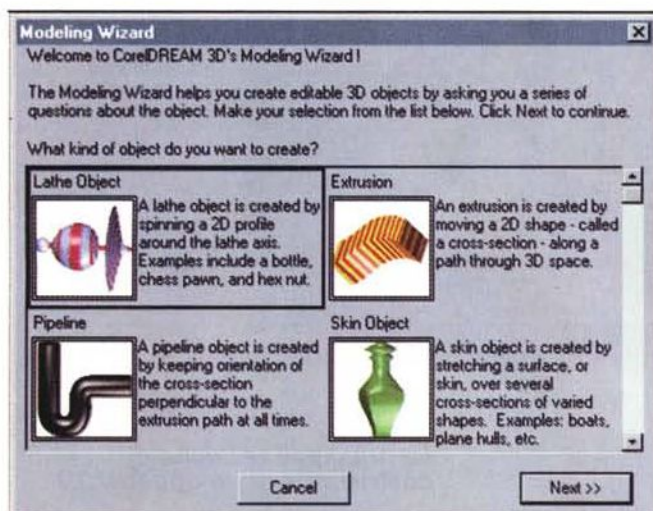 Modeling Wizard
Welcome to CorelDREAM 3D's Modeling Wizard !
The Modeling Wizard helps you create editable 3D objects by asking you a series of
questions about the object. Make your selection from the list below. Click Next to continue.
What kind of object do you want to create?
Lathe Object
A lathe object is created by
spinning a 2D profile
around the lathe axis.
Examples include a bottle,
chess pawn, and hex nut.
Extrusion
An extrusion is created by
moving a 2D shape - called
a cross-section - along a
path through 3D space.
Pipeline
A pipeline object is created
by keeping orientation of
the cross-section
perpendicular to the
extrusion path at all times.
Skin Object
A skin object is created by
stretching a surface, or
skin, over several
cross-sections of varied
shapes. Examples: boats,
plane hulls, etc.
Cancel
Next >>